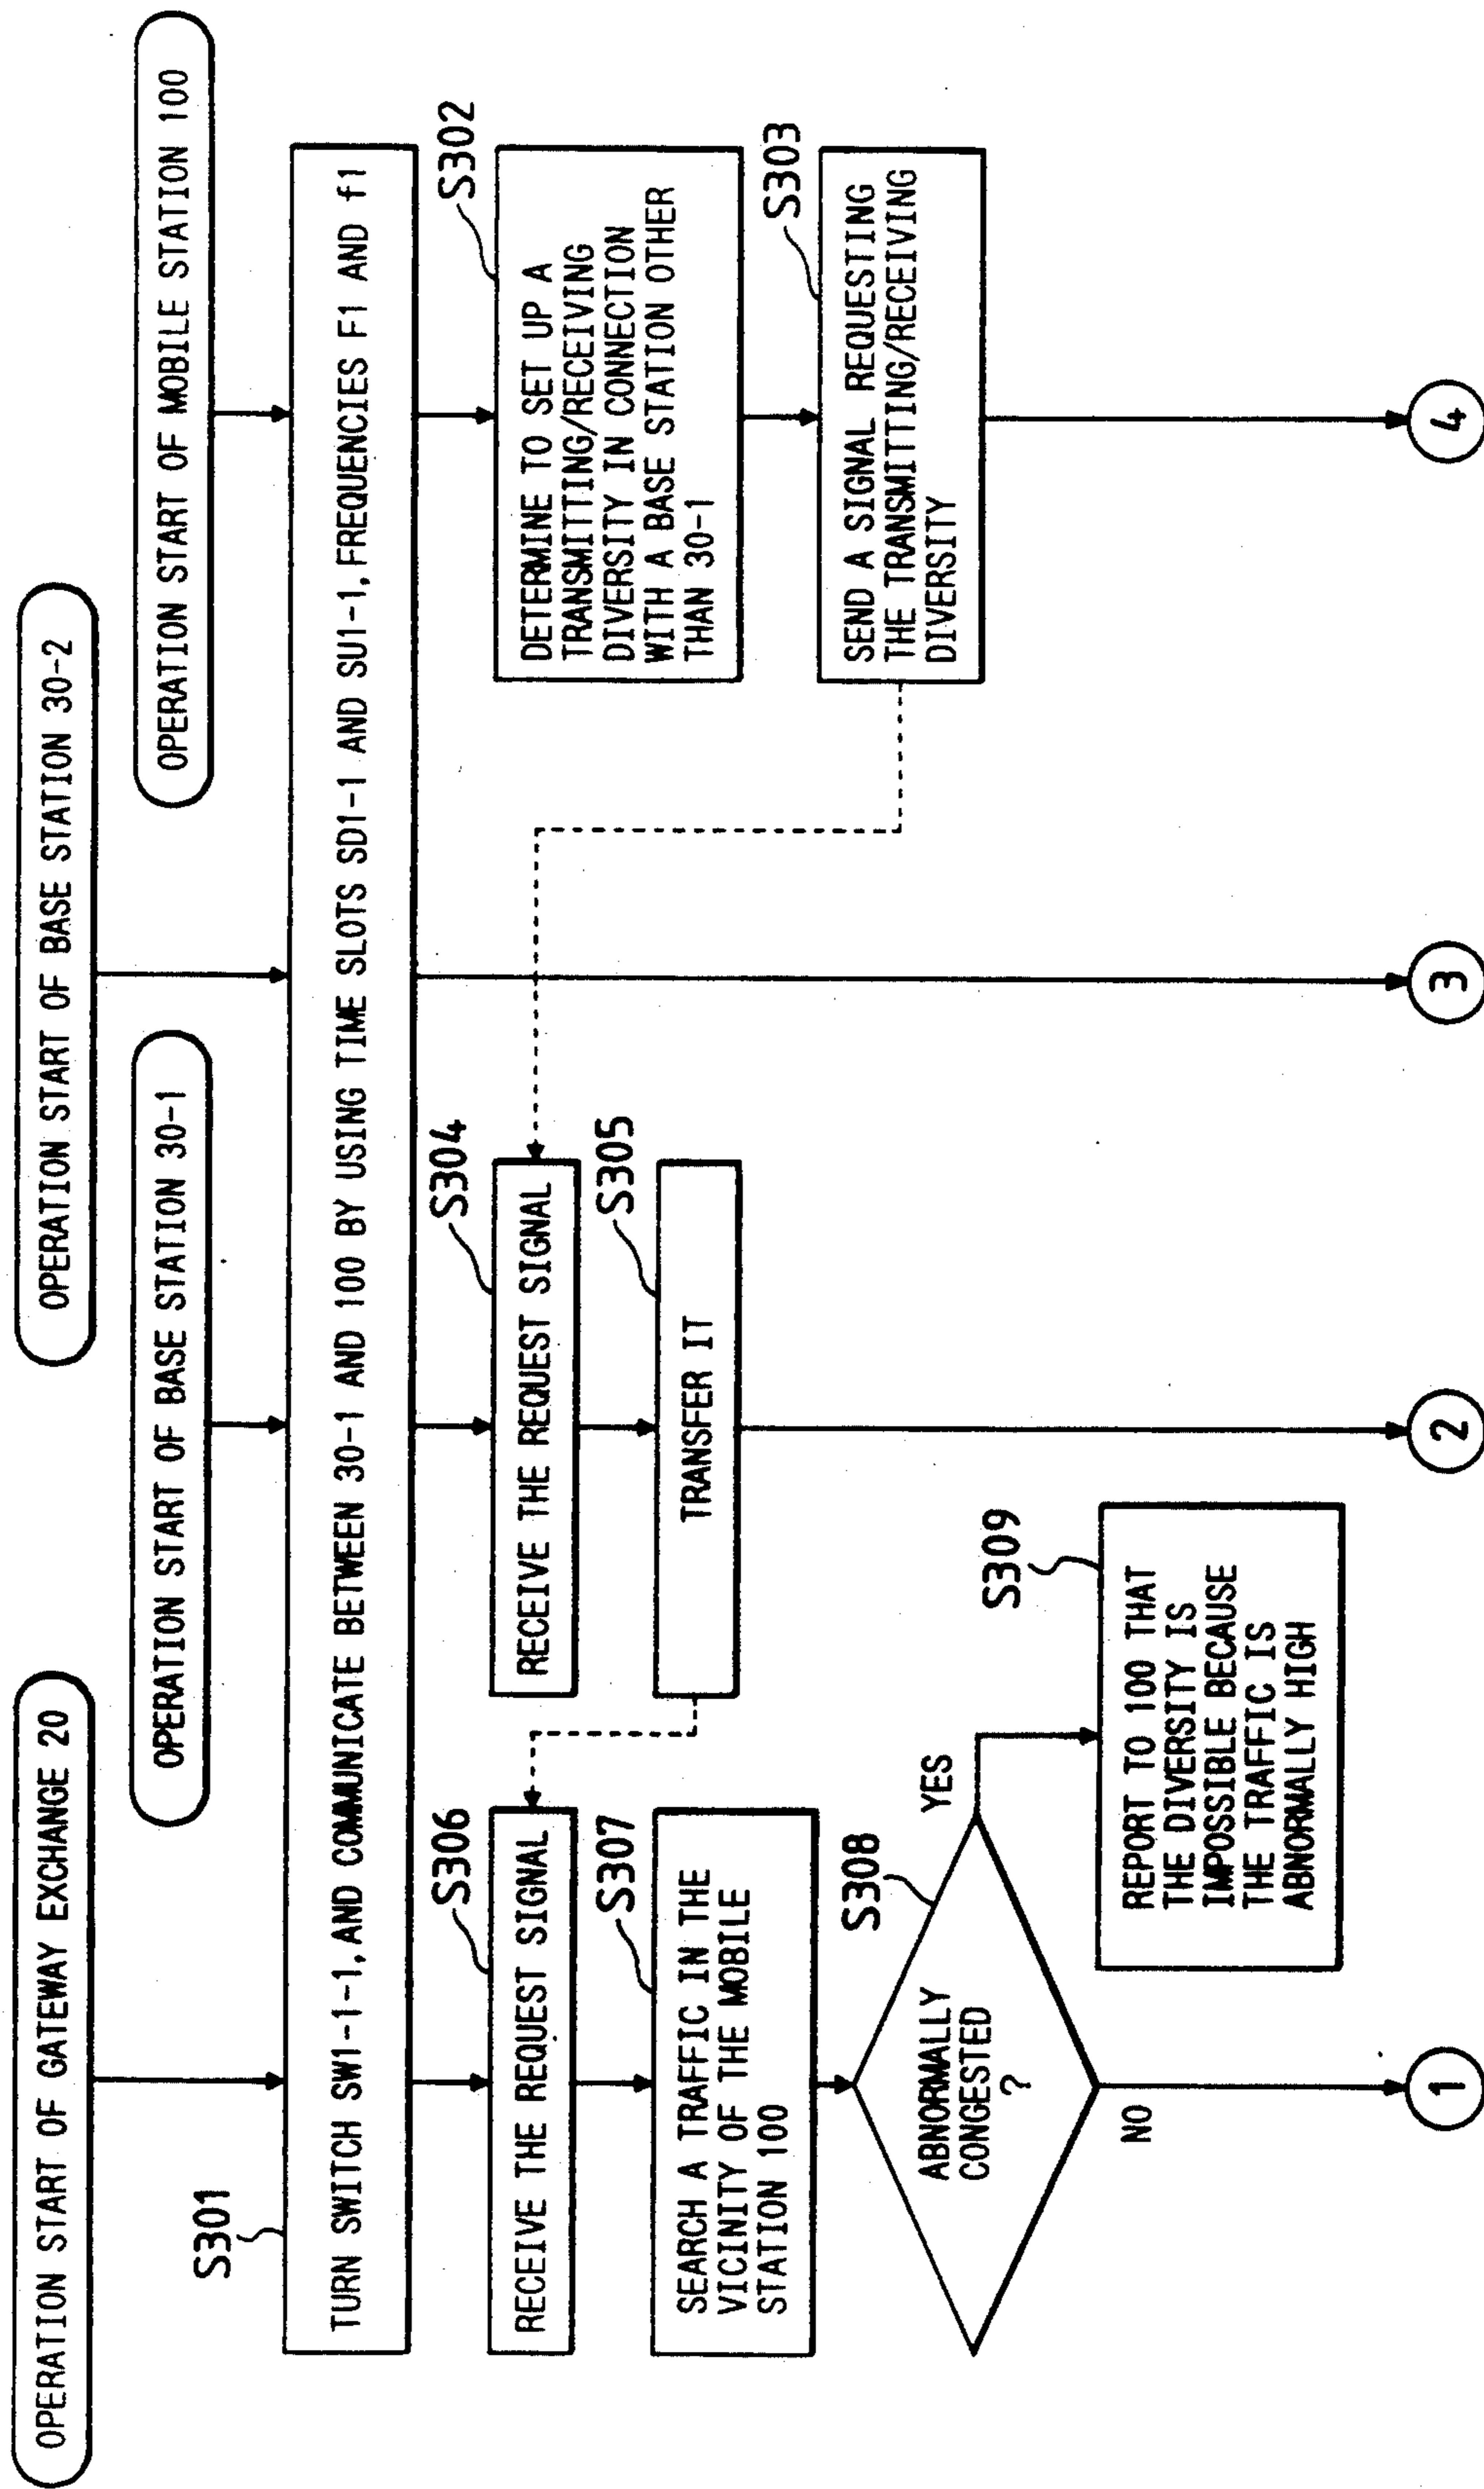 OPERATION START OF GATEWAY EXCHANGE 20
OPERATION START OF BASE STATION 30-2
OPERATION START OF BASE STATION 30-1
OPERATION START OF MOBILE STATION 100
S301
TURN SWITCH SW1-1-1, AND COMMUNICATE BETWEEN 30-1 AND 100 BY USING TIME SLOTS SD1-1 AND SU1-1, FREQUENCIES F1 AND f1
S302
DETERMINE TO SET UP A
TRANSMITTING/RECEIVING
DIVERSITY IN CONNECTION
WITH A BASE STATION OTHER
THAN 30-1
S303
SEND A SIGNAL REQUESTING
THE TRANSMITTING/RECEIVING
DIVERSITY
S304
RECEIVE THE REQUEST SIGNAL
S305
TRANSFER IT
S306
RECEIVE THE REQUEST SIGNAL
S307
SEARCH A TRAFFIC IN THE
VICINITY OF THE MOBILE
STATION 100
S308
ABNORMALLY
CONGESTED
?
YES
NO
S309
REPORT TO 100 THAT
THE DIVERSITY IS
IMPOSSIBLE BECAUSE
THE TRAFFIC IS
ABNORMALLY HIGH
1
2
3
4